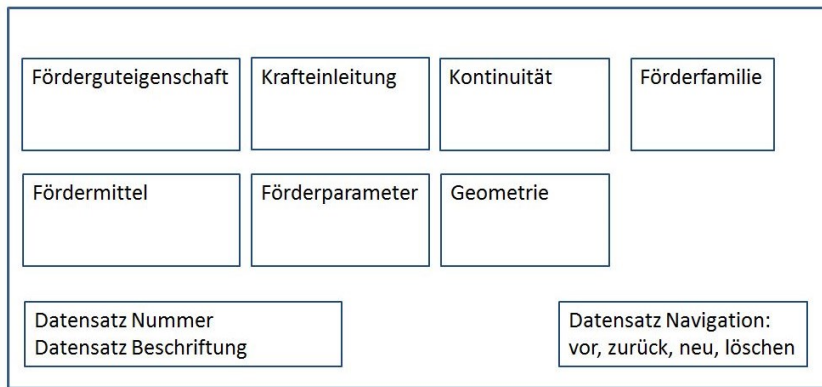 Förderguteigenschaft
Krafteinleitung
Kontinuität
Förderfamilie
Fördermittel
Förderparameter
Geometrie
Datensatz Nummer
Datensatz Beschriftung
Datensatz Navigation:
vor, zurück, neu, löschen